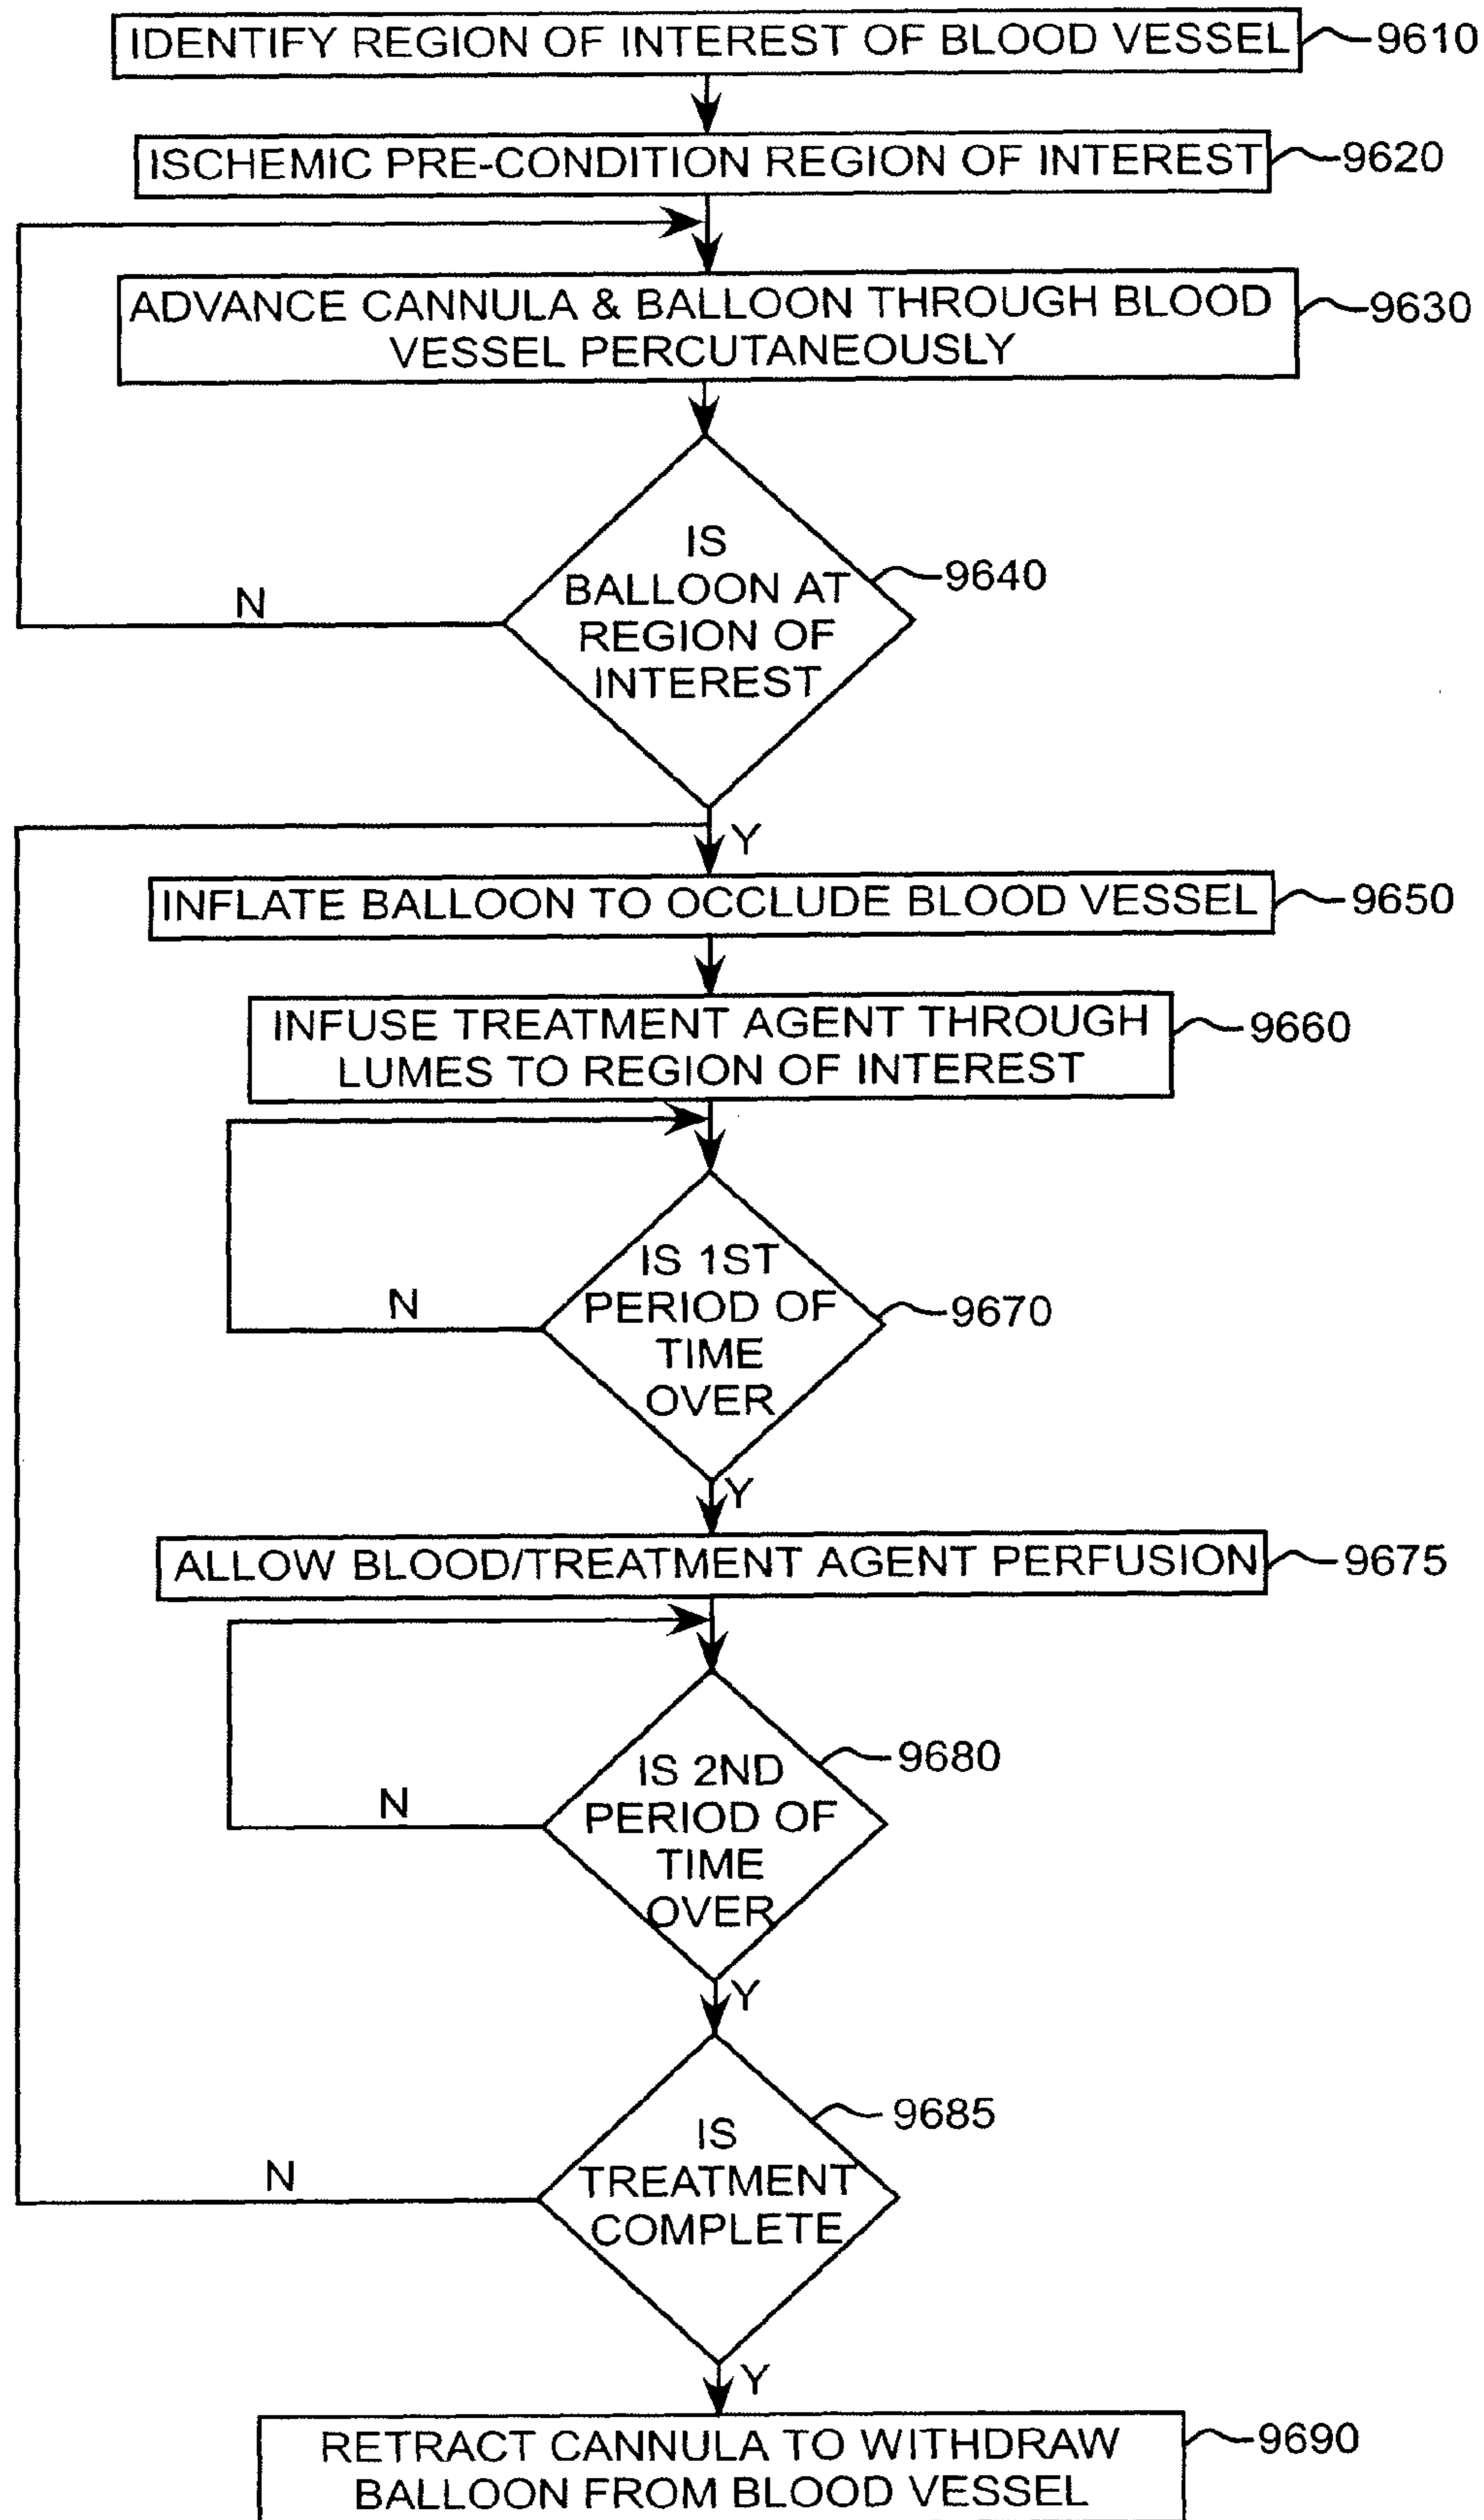 IDENTIFY REGION OF INTEREST OF BLOOD VESSEL 9610
ISCHEMIC PRE-CONDITION REGION OF INTEREST 9620
ADVANCE CANNULA & BALLOON THROUGH BLOOD
VESSEL PERCUTANEOUSLY
9630
IS
BALLOON AT
REGION OF
INTEREST
9640
N
Y
INFLATE BALLOON TO OCCLUDE BLOOD VESSEL 9650
INFUSE TREATMENT AGENT THROUGH
LUMES TO REGION OF INTEREST
9660
IS 1ST
PERIOD OF
TIME
OVER
9670
N
Y
ALLOW BLOOD/TREATMENT AGENT PERFUSION 9675
IS 2ND
PERIOD OF
TIME
OVER
9680
N
Y
IS
TREATMENT
COMPLETE
9685
N
Y
RETRACT CANNULA TO WITHDRAW
BALLOON FROM BLOOD VESSEL
9690